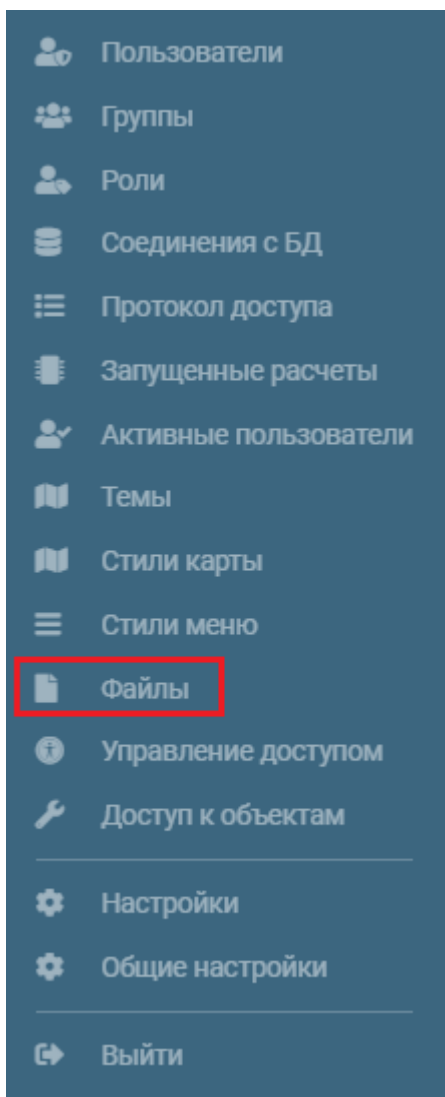 Пользователи
Группы
Роли
Соединения с БД
Протокол доступа
Запущенные расчеты
Активные пользователи
Темы
Стили карты
Стили меню
Файлы
Управление доступом
Доступ к объектам
Настройки
Общие настройки
Выйти